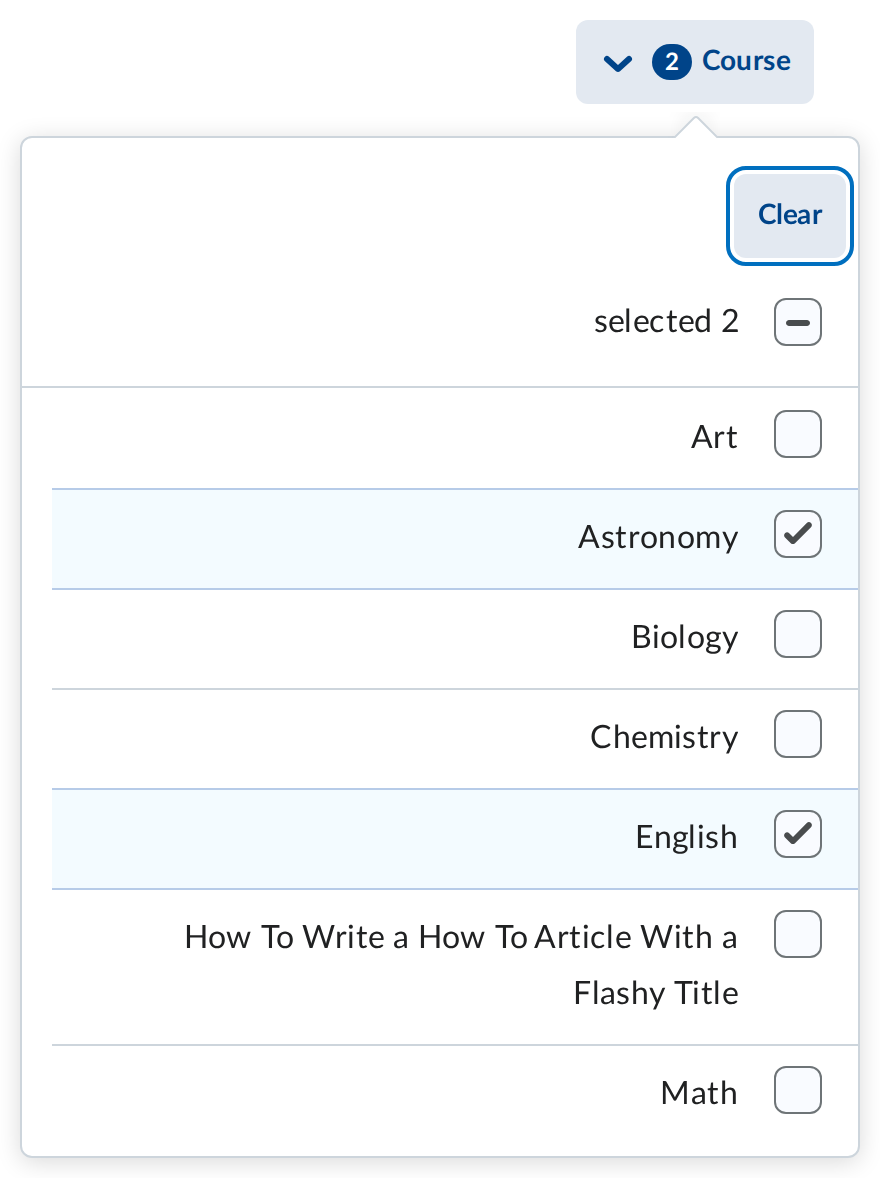 2 Course
Clear
selected 2
Art
Astronomy
Biology
Chemistry
English
How To Write a How To Article With a
Flashy Title
Math